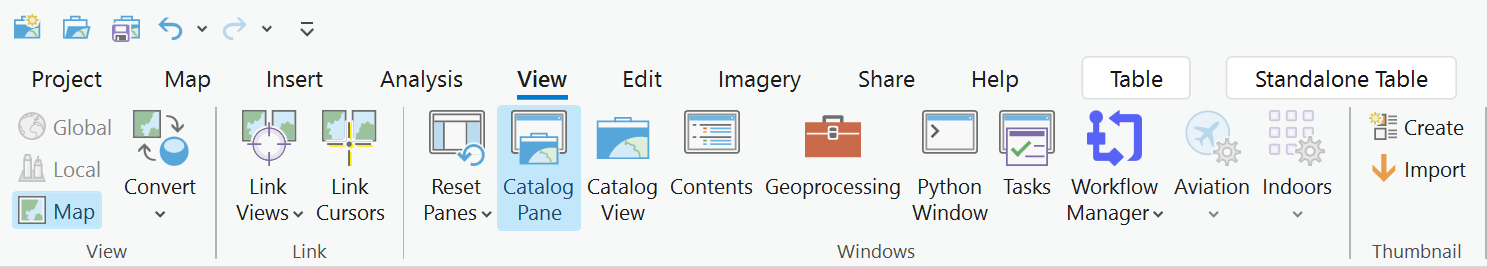 Project Map Insert Analysis View Edit Imagery Share Help Table Standalone Table
Global
Local
Map
Convert
View
Link
Views
Link
Cursors
Link
Reset
Panes
Catalog
Pane
Catalog
View
Contents
Geoprocessing
Python
Window
Tasks
Workflow
Manager
Aviation
Indoors
Windows
Create
Import
Thumbnail